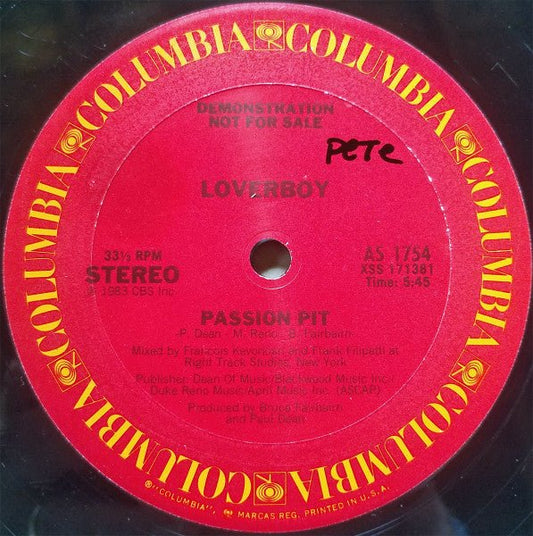 COLUMBIA COLUMBIA COLUMBIA COLUMBIA COLUMBIA COLUMBIA
DEMONSTRATION
NOT FOR SALE
PeTe
LOVERBOY
33⅓ RPM
STEREO
℗ 1983 CBS Inc
AS 1754
XSS 171381
Time: 5:45
PASSION PIT
- P. Dean - M. Reno - B. Fairbairn -
Mixed by Francois Kevorkian and Frank Filipetti at
Right Track Studios, New York
Publisher: Dean Of Music/Blackwood Music Inc./
Duke Reno Music/April Music Inc. (ASCAP)
Produced by Bruce Fairbairn
and Paul Dean
®"COLUMBIA", MARCAS REG. PRINTED IN U.S.A.